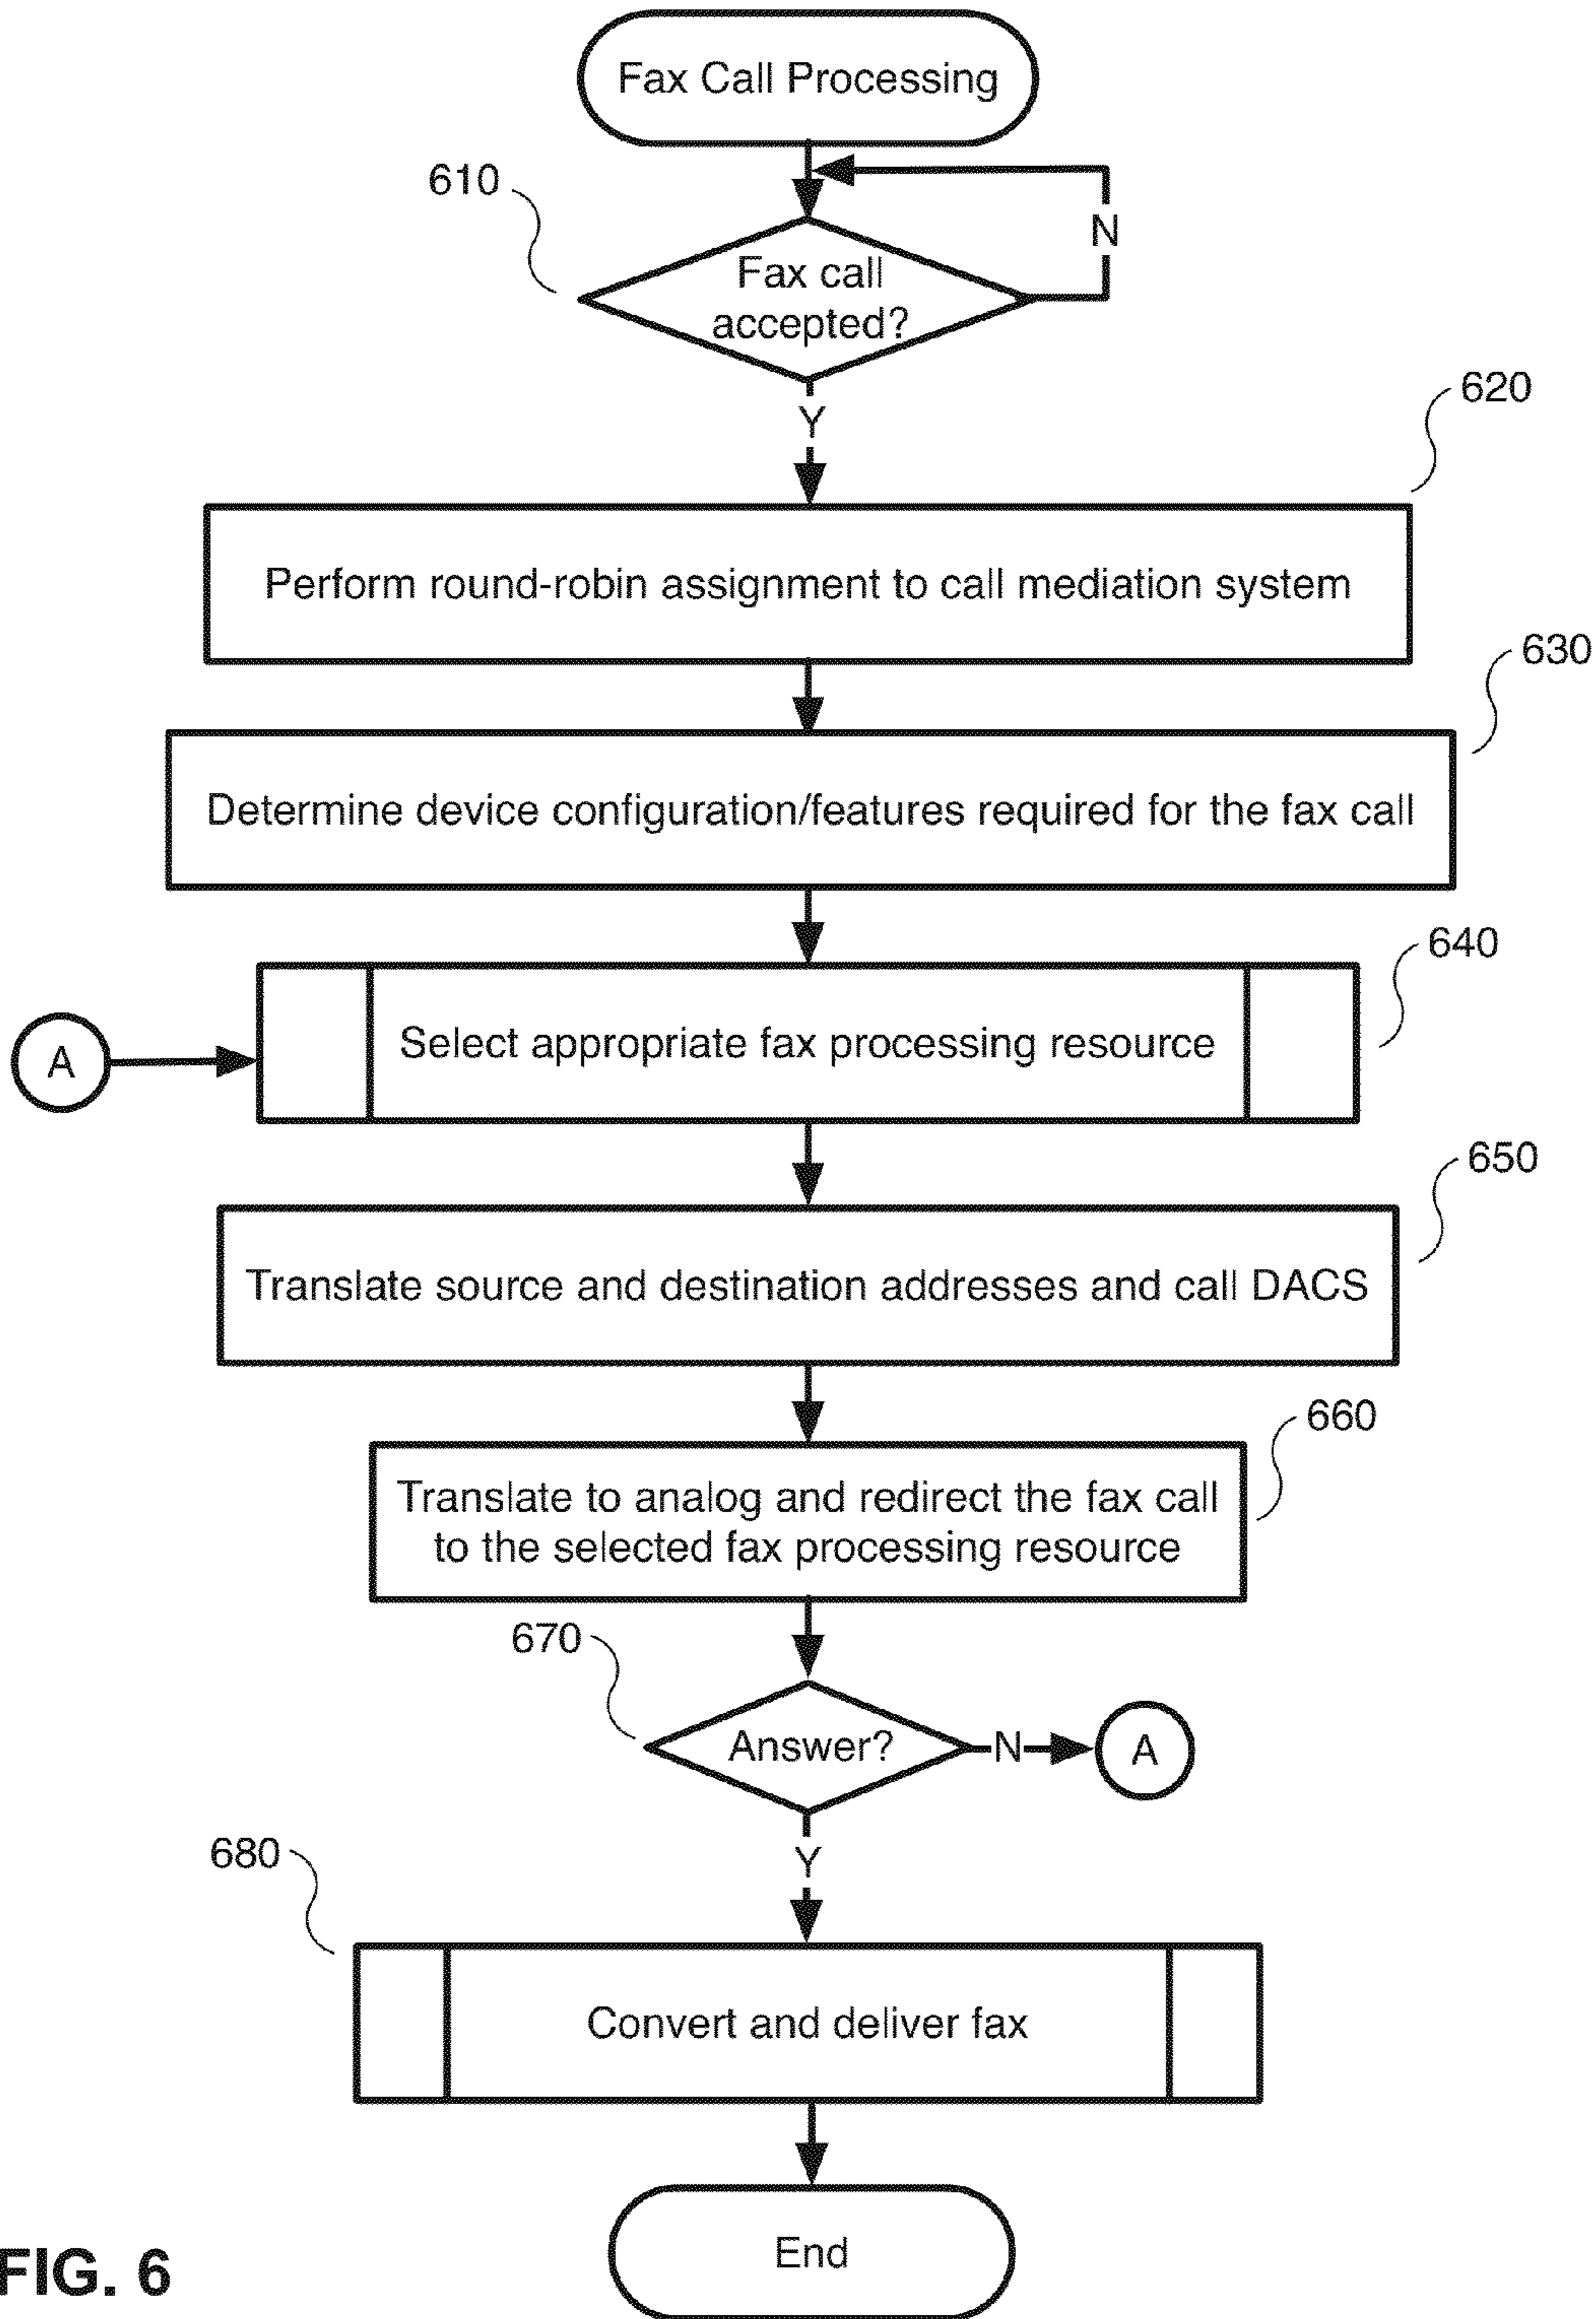 Fax Call Processing
610
N
Fax call
accepted?
Y
620
Perform round-robin assignment to call mediation system
630
Determine device configuration/features required for the fax call
640
A
Select appropriate fax processing resource
650
Translate source and destination addresses and call DACS
660
Translate to analog and redirect the fax call
to the selected fax processing resource
670
Answer?
N
A
Y
680
Convert and deliver fax
End
FIG. 6